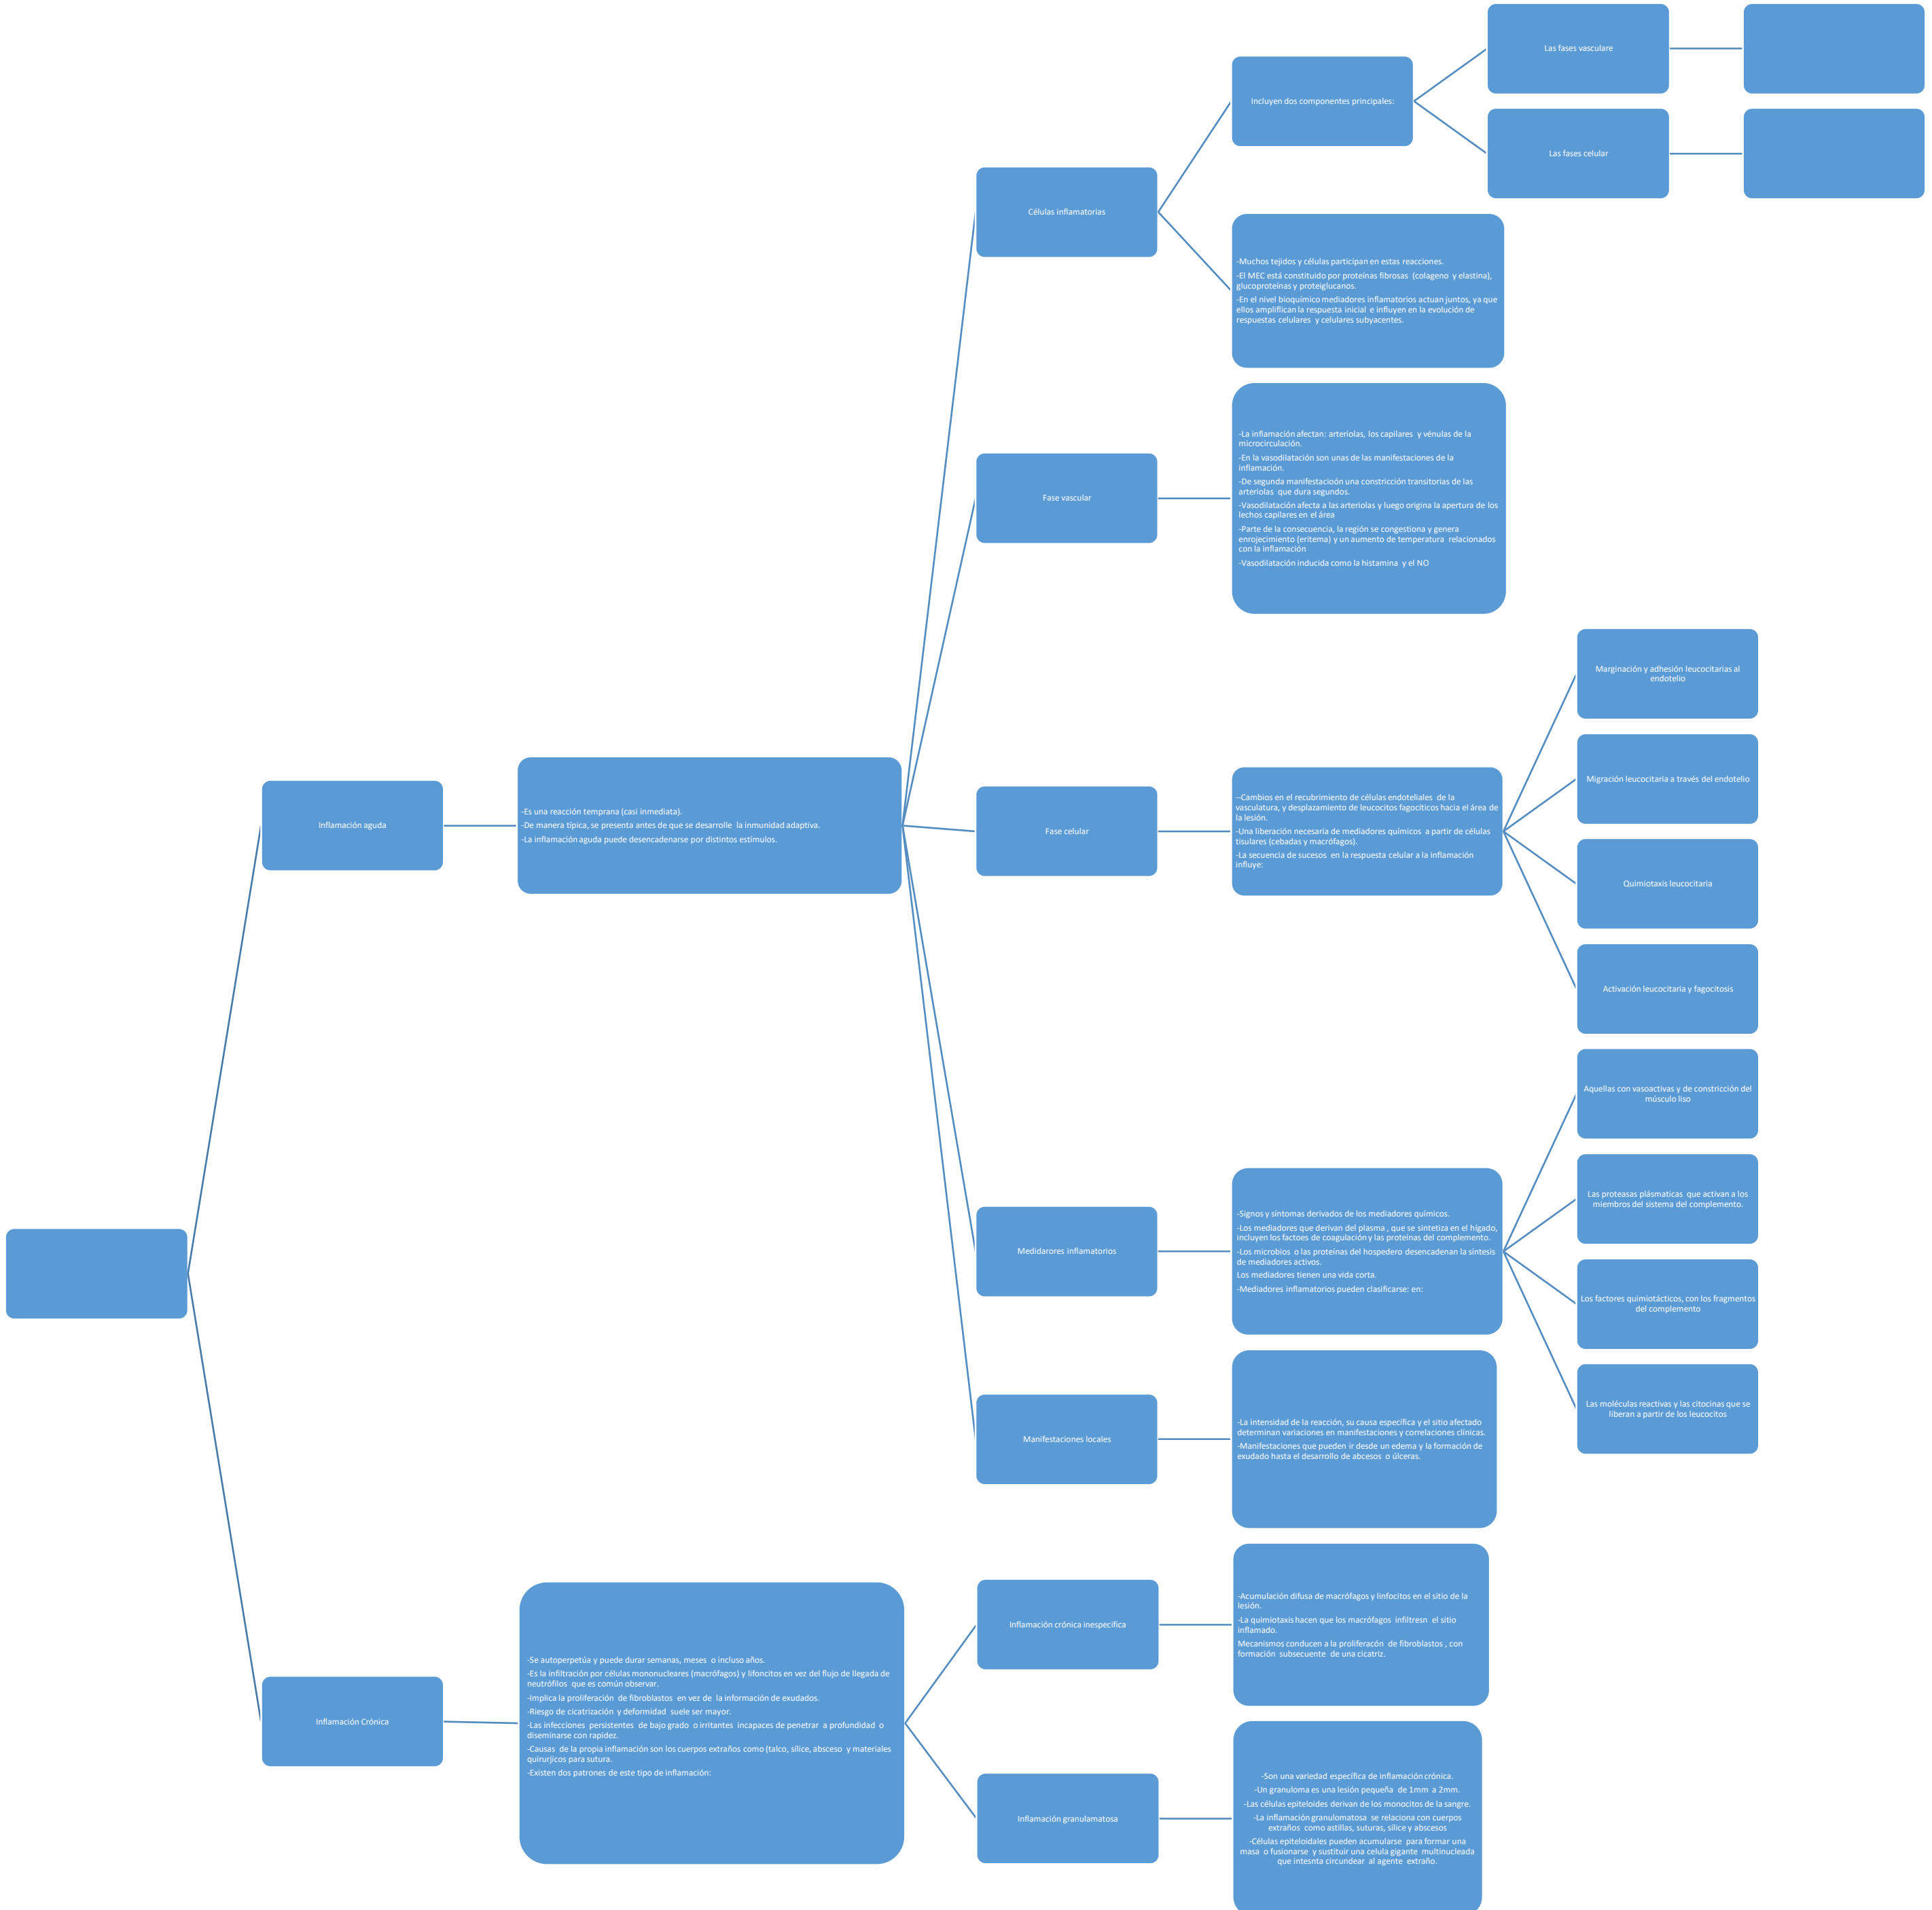 Las fases vasculare
Incluyen dos componentes principales:
Las fases celular
Células inflamatorias
-Muchos tejidos y células participan en estas reacciones.
-El MEC está constituido por proteínas fibrosas (colageno y elastina),
glucoproteínas y proteiglucanos.
-En el nivel bioquímico mediadores inflamatorios actuan juntos, ya que
ellos amplifican la respuesta inicial e influyen en la evolución de
respuestas celulares y celulares subyacentes.
-La inflamación afectan: arteriolas, los capilares y vénulas de la
microcirculación.
-En la vasodilatación son unas de las manifestaciones de la
inflamación.
-De segunda manifestacioón una constricción transitorias de las
arteriolas que dura segundos.
-Vasodilatación afecta a las arteriolas y luego origina la apertura de los
lechos capilares en el área
-Parte de la consecuencia, la región se congestiona y genera
enrojecimiento (eritema) y un aumento de temperatura relacionados
con la inflamación
-Vasodilatación inducida como la histamina y el NO
Fase vascular
Marginación y adhesión leucocitarias al
endotelio
Migración leucocitaria a través del endotelio
Inflamación aguda
-Es una reacción temprana (casi inmediata).
-De manera típica, se presenta antes de que se desarrolle la inmunidad adaptiva.
-La inflamación aguda puede desencadenarse por distintos estímulos.
Fase celular
--Cambios en el recubrimiento de células endoteliales de la
vasculatura, y desplazamiento de leucocitos fagocíticos hacia el área de
la lesión.
-Una liberación necesaria de mediadores químicos a partir de células
tisulares (cebadas y macrófagos).
-La secuencia de sucesos en la respuesta celular a la inflamación
influye:
Quimiotaxis leucocitaria
Activación leucocitaria y fagocitosis
Aquellas con vasoactivas y de constricción del
músculo liso
Las proteasas plásmaticas que activan a los
miembros del sistema del complemento.
Medidarores inflamatorios
-Signos y síntomas derivados de los mediadores químicos.
-Los mediadores que derivan del plasma , que se sintetiza en el hígado,
incluyen los factoes de coagulación y las proteínas del complemento.
-Los microbios o las proteínas del hospedero desencadenan la síntesis
de mediadores activos.
Los mediadores tienen una vida corta.
-Mediadores inflamatorios pueden clasificarse: en:
Los factores quimiotácticos, con los fragmentos
del complemento
Las moléculas reactivas y las citocinas que se
liberan a partir de los leucocitos
Manifestaciones locales
-La intensidad de la reacción, su causa específica y el sitio afectado
determinan variaciones en manifestaciones y correlaciones clínicas.
-Manifestaciones que pueden ir desde un edema y la formación de
exudado hasta el desarrollo de abcesos o úlceras.
Inflamación Crónica
-Se autoperpetúa y puede durar semanas, meses o incluso años.
-Es la infiltración por células mononucleares (macrófagos) y lifoncitos en vez del flujo de llegada de
neutrófilos que es común observar.
-Implica la proliferación de fibroblastos en vez de la información de exudados.
-Riesgo de cicatrización y deformidad suele ser mayor.
-Las infecciones persistentes de bajo grado o irritantes incapaces de penetrar a profundidad o
diseminarse con rapidez.
-Causas de la propia inflamación son los cuerpos extraños como (talco, sílice, absceso y materiales
quirurjicos para sutura.
-Existen dos patrones de este tipo de inflamación:
Inflamación crónica inespecifica
-Acumulación difusa de macrófagos y linfocitos en el sitio de la
lesión.
-La quimiotaxis hacen que los macrófagos infiltresn el sitio
inflamado.
Mecanismos conducen a la proliferacón de fibroblastos , con
formación subsecuente de una cicatriz.
Inflamación granulamatosa
-Son una variedad específica de inflamación crónica.
-Un granuloma es una lesión pequeña de 1mm a 2mm.
-Las células epiteloides derivan de los monocitos de la sangre.
-La inflamación granulomatosa se relaciona con cuerpos
extraños como astillas, suturas, sílice y abscesos
-Células epiteloidales pueden acumularse para formar una
masa o fusionarse y sustituir una celula gigante multinucleada
que intesnta circundear al agente extraño.